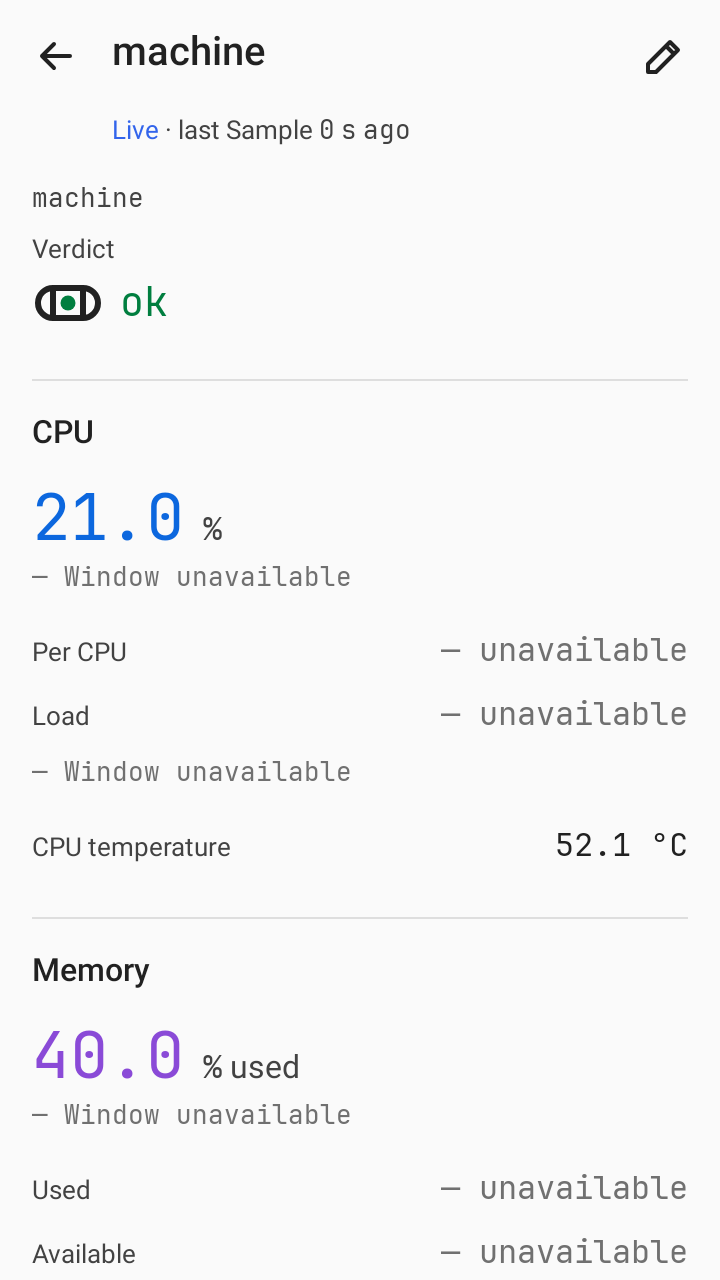 machine
Live · last Sample 0 s ago
machine
Verdict
ok
CPU
21.0 %
— Window unavailable
Per CPU — unavailable
Load — unavailable
— Window unavailable
CPU temperature 52.1 °C
Memory
40.0 % used
— Window unavailable
Used — unavailable
Available — unavailable